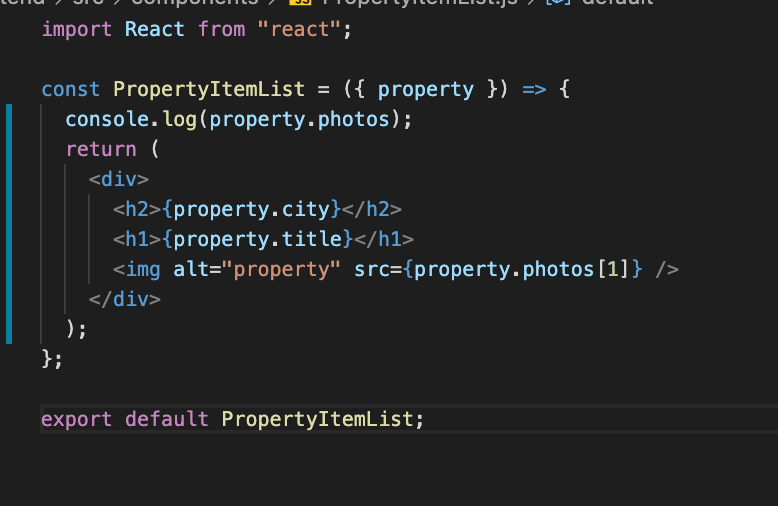 src > components > JS PropertyItemList.js > default
import React from "react";
const PropertyItemList = ({ property }) => {
  console.log(property.photos);
  return (
    <div>
      <h2>{property.city}</h2>
      <h1>{property.title}</h1>
      <img alt="property" src={property.photos[1]} />
    </div>
  );
};
export default PropertyItemList;